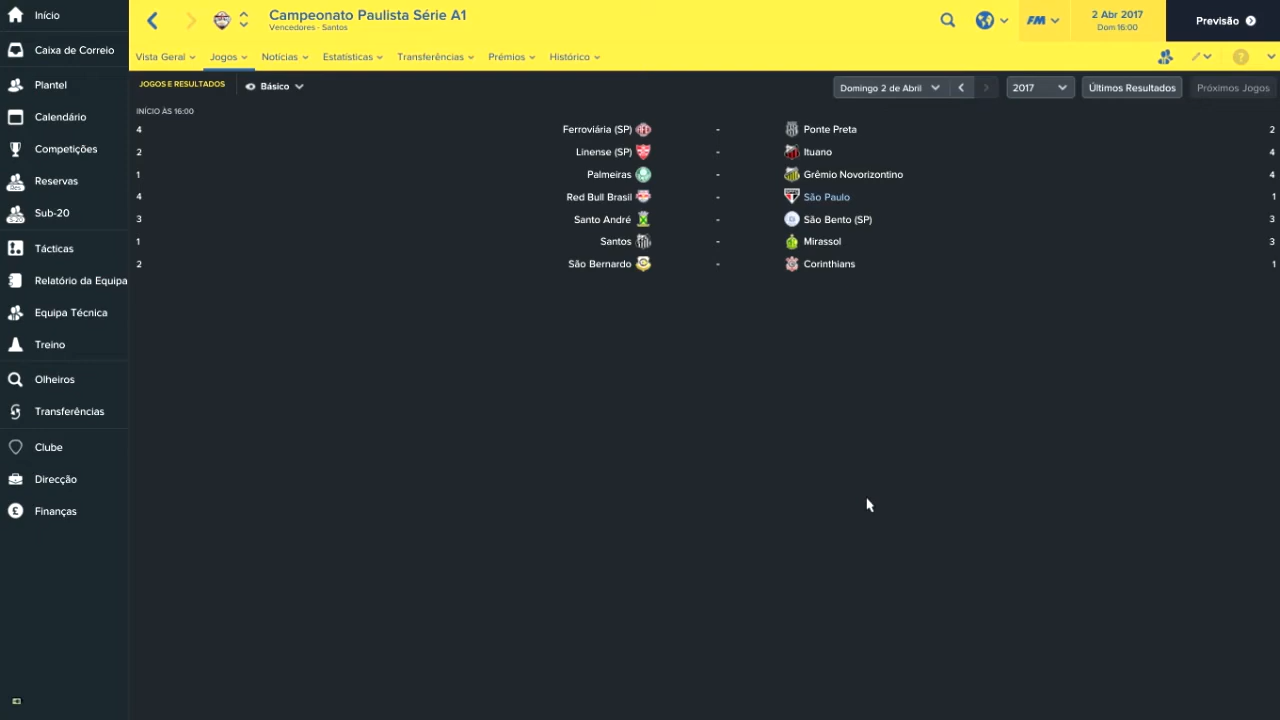 Início
Caixa de Correio
Plantel
Calendário
Competições
Reservas
Sub-20
Tácticas
Relatório da Equipa
Equipa Técnica
Treino
Olheiros
Transferências
Clube
Direcção
Finanças
Campeonato Paulista Série A1
Vencedores - Santos
FM
2 Abr 2017
Dom 16:00
Previsão
Vista Geral Jogos Notícias Estatísticas Transferências Prémios Histórico
JOGOS E RESULTADOS Básico Domingo 2 de Abril 2017 Últimos Resultados Próximos Jogos
INÍCIO ÀS 16:00
4 Ferroviária (SP) - Ponte Preta 2
2 Linense (SP) - Ituano 4
1 Palmeiras - Grêmio Novorizontino 4
4 Red Bull Brasil - São Paulo 1
3 Santo André - São Bento (SP) 3
1 Santos - Mirassol 3
2 São Bernardo - Corinthians 1